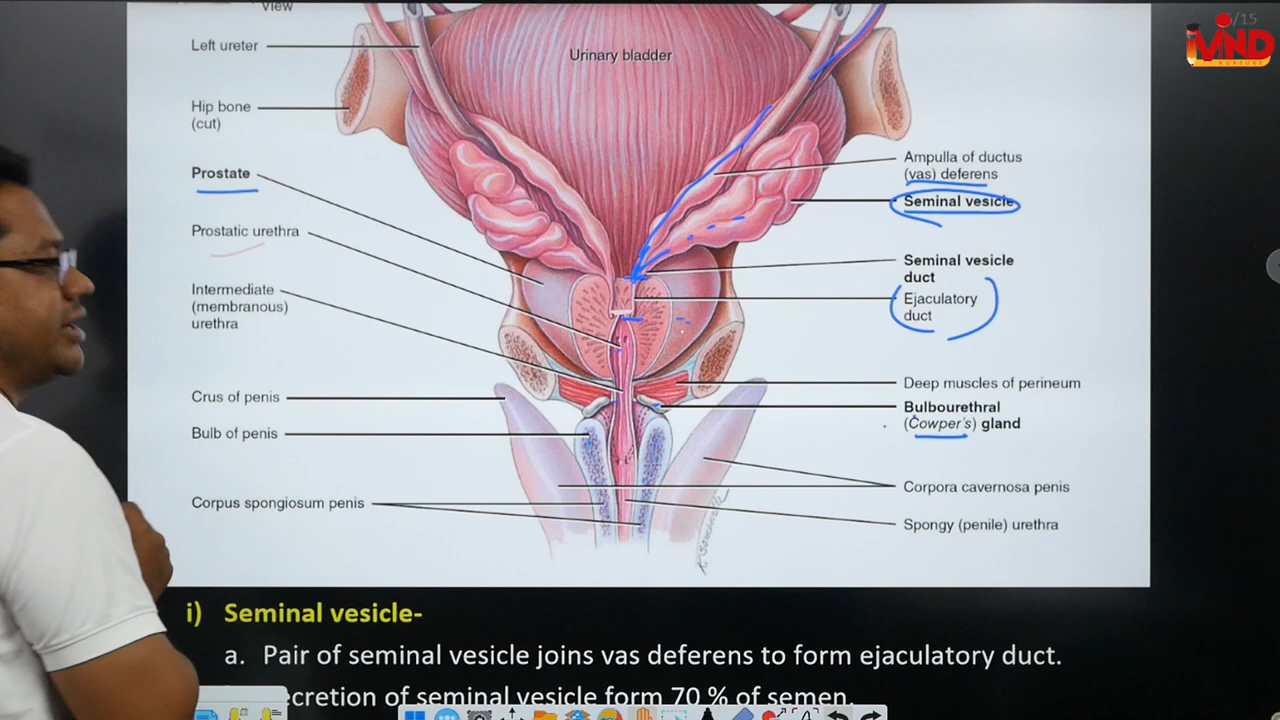 View
Left ureter
Hip bone
(cut)
Prostate
Prostatic urethra
Intermediate
(membranous)
urethra
Crus of penis
Bulb of penis
Corpus spongiosum penis
Urinary bladder
Ampulla of ductus
(vas) deferens
Seminal vesicle
Seminal vesicle
duct
Ejaculatory
duct
Deep muscles of perineum
Bulbourethral
(Cowper's) gland
Corpora cavernosa penis
Spongy (penile) urethra
/15
MND
NURTURE
i) Seminal vesicle-
a. Pair of seminal vesicle joins vas deferens to form ejaculatory duct.
ecretion of seminal vesicle form 70 % of semen.